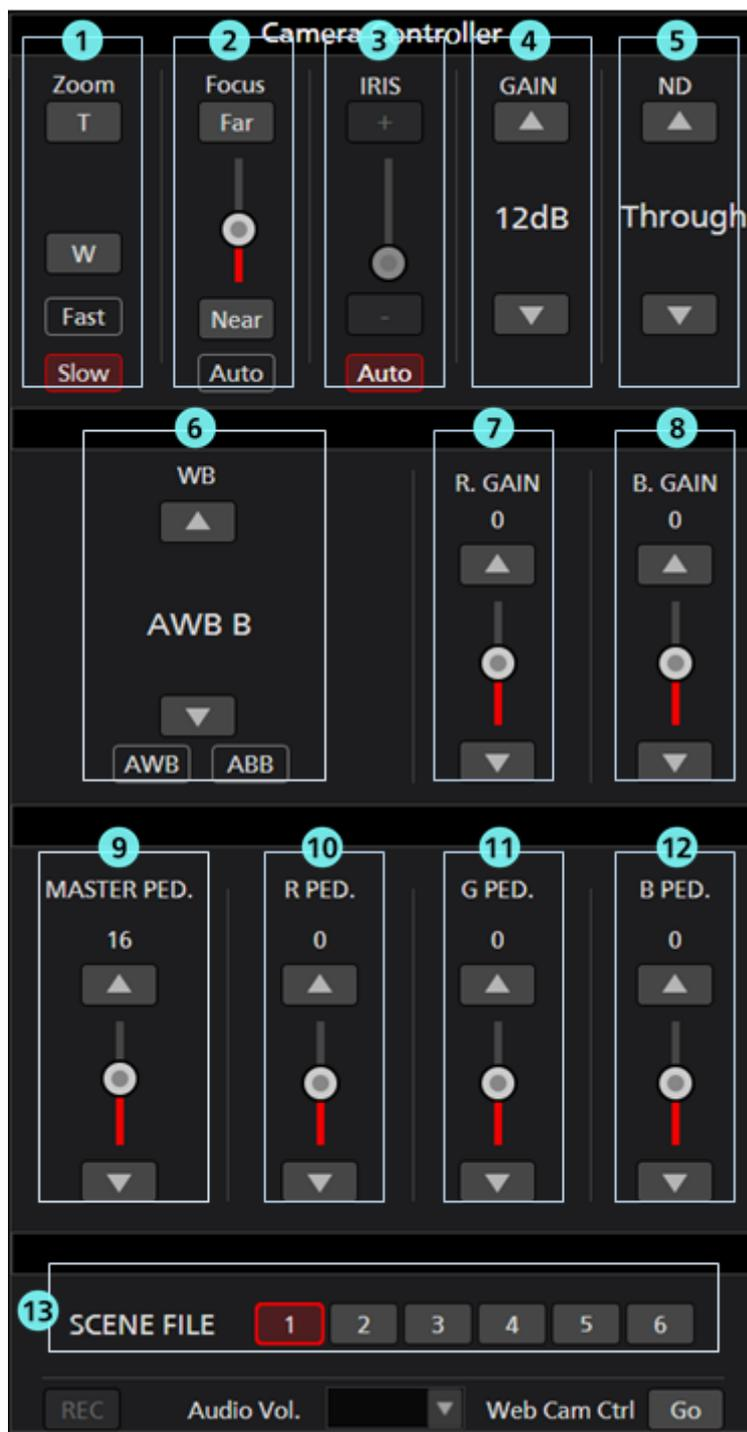 Camera Controller
1 2 3 4 5
Zoom Focus IRIS GAIN ND
T Far +
12dB Through
W
Fast Near -
Slow Auto Auto
6 7 8
WB R. GAIN B. GAIN
0 0
AWB B
AWB ABB
9 10 11 12
MASTER PED. R PED. G PED. B PED.
16 0 0 0
13
SCENE FILE 1 2 3 4 5 6
REC Audio Vol. Web Cam Ctrl Go